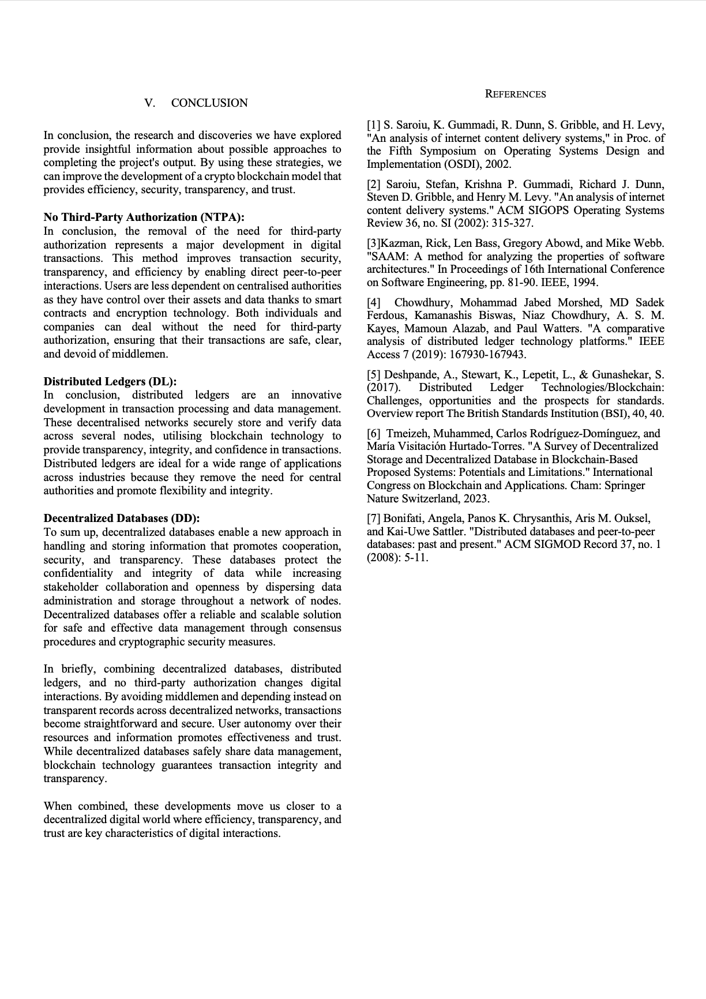 V. CONCLUSION
In conclusion, the research and discoveries we have explored
provide insightful information about possible approaches to
completing the project's output. By using these strategies, we
can improve the development of a crypto blockchain model that
provides efficiency, security, transparency, and trust.
No Third-Party Authorization (NTPA):
In conclusion, the removal of the need for third-party
authorization represents a major development in digital
transactions. This method improves transaction security,
transparency, and efficiency by enabling direct peer-to-peer
interactions. Users are less dependent on centralised authorities
as they have control over their assets and data thanks to smart
contracts and encryption technology. Both individuals and
companies can deal without the need for third-party
authorization, ensuring that their transactions are safe, clear,
and devoid of middlemen.
Distributed Ledgers (DL):
In conclusion, distributed ledgers are an innovative
development in transaction processing and data management.
These decentralised networks securely store and verify data
across several nodes, utilising blockchain technology to
provide transparency, integrity, and confidence in transactions.
Distributed ledgers are ideal for a wide range of applications
across industries because they remove the need for central
authorities and promote flexibility and integrity.
Decentralized Databases (DD):
To sum up, decentralized databases enable a new approach in
handling and storing information that promotes cooperation,
security, and transparency. These databases protect the
confidentiality and integrity of data while increasing
stakeholder collaboration and openness by dispersing data
administration and storage throughout a network of nodes.
Decentralized databases offer a reliable and scalable solution
for safe and effective data management through consensus
procedures and cryptographic security measures.
In briefly, combining decentralized databases, distributed
ledgers, and no third-party authorization changes digital
interactions. By avoiding middlemen and depending instead on
transparent records across decentralized networks, transactions
become straightforward and secure. User autonomy over their
resources and information promotes effectiveness and trust.
While decentralized databases safely share data management,
blockchain technology guarantees transaction integrity and
transparency.
When combined, these developments move us closer to a
decentralized digital world where efficiency, transparency, and
trust are key characteristics of digital interactions.
REFERENCES
[1] S. Saroiu, K. Gummadi, R. Dunn, S. Gribble, and H. Levy,
"An analysis of internet content delivery systems," in Proc. of
the Fifth Symposium on Operating Systems Design and
Implementation (OSDI), 2002.
[2] Saroiu, Stefan, Krishna P. Gummadi, Richard J. Dunn,
Steven D. Gribble, and Henry M. Levy. "An analysis of internet
content delivery systems." ACM SIGOPS Operating Systems
Review 36, no. SI (2002): 315-327.
[3]Kazman, Rick, Len Bass, Gregory Abowd, and Mike Webb.
"SAAM: A method for analyzing the properties of software
architectures." In Proceedings of 16th International Conference
on Software Engineering, pp. 81-90. IEEE, 1994.
[4] Chowdhury, Mohammad Jabed Morshed, MD Sadek
Ferdous, Kamanashis Biswas, Niaz Chowdhury, A. S. M.
Kayes, Mamoun Alazab, and Paul Watters. "A comparative
analysis of distributed ledger technology platforms." IEEE
Access 7 (2019): 167930-167943.
[5] Deshpande, A., Stewart, K., Lepetit, L., & Gunashekar, S.
(2017). Distributed Ledger Technologies/Blockchain:
Challenges, opportunities and the prospects for standards.
Overview report The British Standards Institution (BSI), 40, 40.
[6] Tmeizeh, Muhammed, Carlos Rodríguez-Domínguez, and
María Visitación Hurtado-Torres. "A Survey of Decentralized
Storage and Decentralized Database in Blockchain-Based
Proposed Systems: Potentials and Limitations." International
Congress on Blockchain and Applications. Cham: Springer
Nature Switzerland, 2023.
[7] Bonifati, Angela, Panos K. Chrysanthis, Aris M. Ouksel,
and Kai-Uwe Sattler. "Distributed databases and peer-to-peer
databases: past and present." ACM SIGMOD Record 37, no. 1
(2008): 5-11.